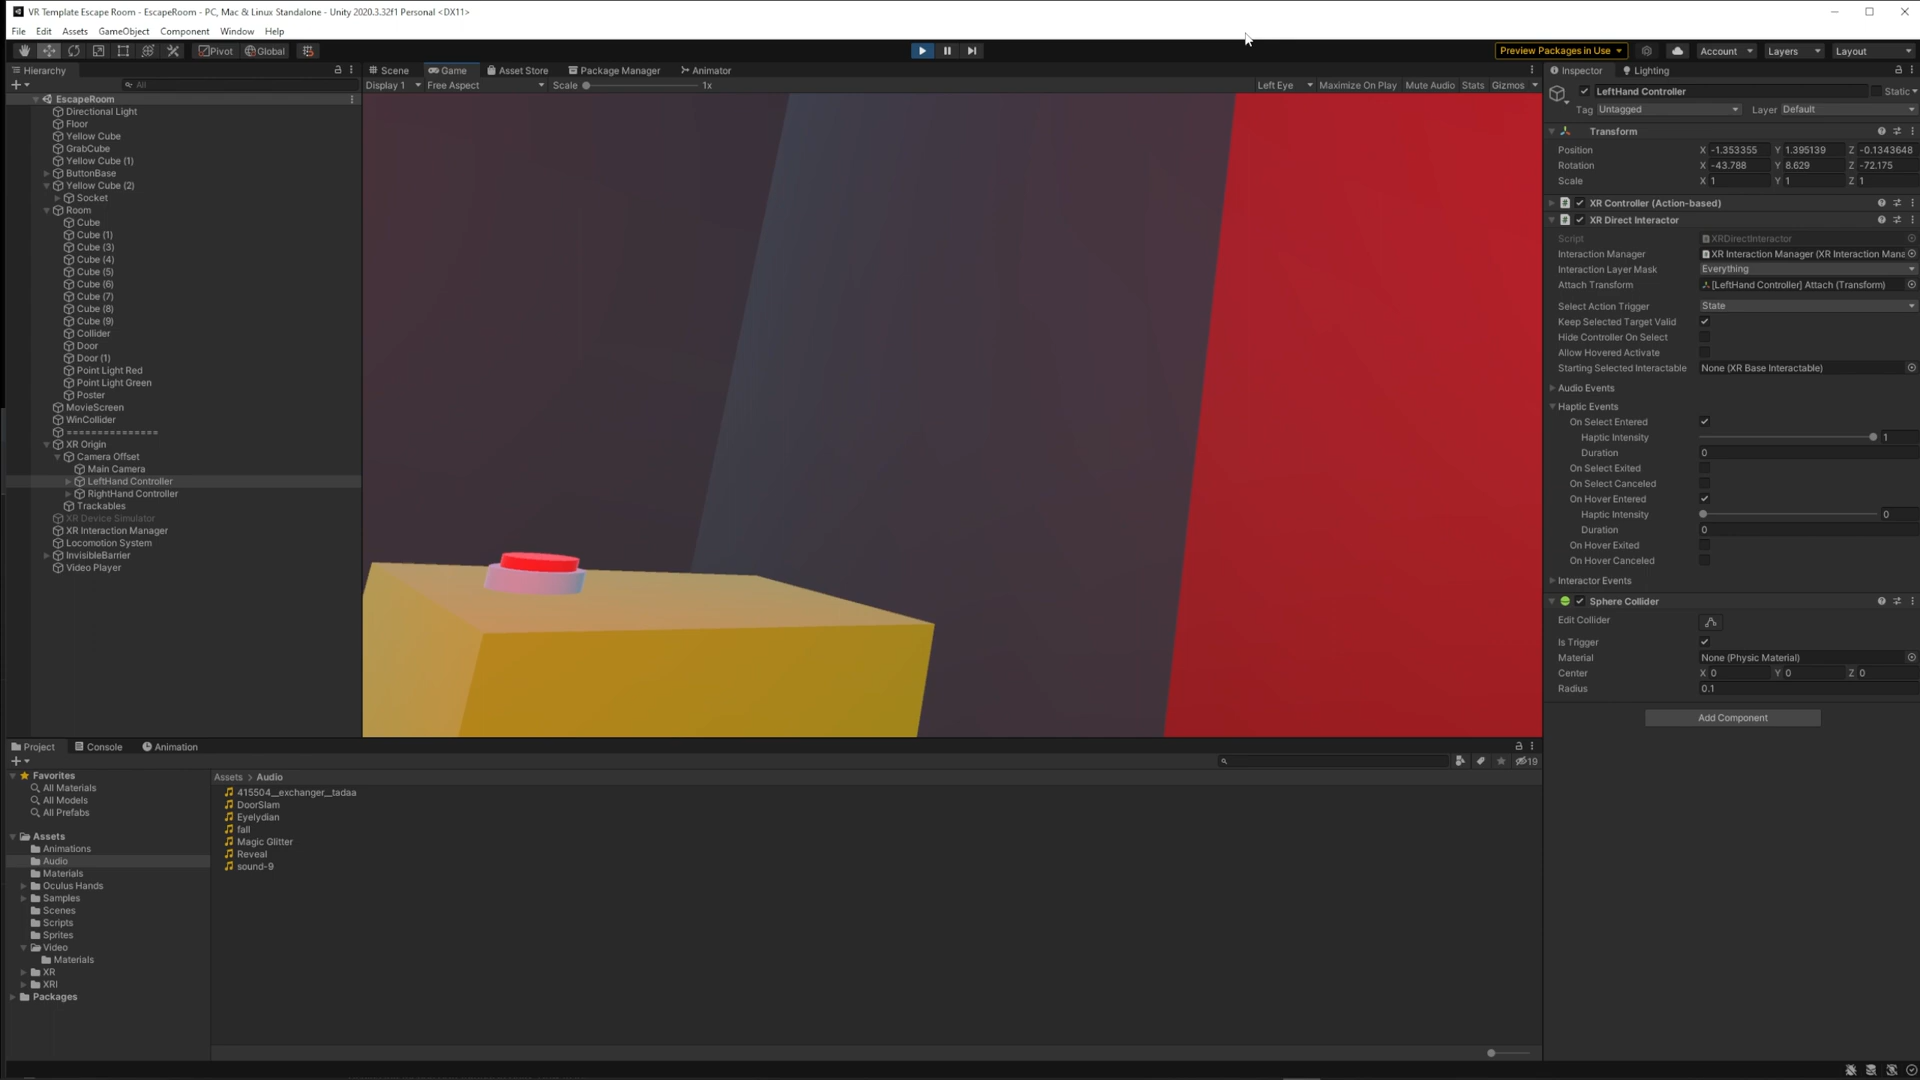 VR Template Escape Room - EscapeRoom - PC, Mac & Linux Standalone - Unity 2020.3.32f1 Personal <DX11>
File Edit Assets GameObject Component Window Help
Pivot Global Preview Packages in Use Account Layers Layout
Hierarchy
All
EscapeRoom
Directional Light
Floor
Yellow Cube
GrabCube
Yellow Cube (1)
ButtonBase
Yellow Cube (2)
Socket
Room
Cube
Cube (1)
Cube (3)
Cube (4)
Cube (5)
Cube (6)
Cube (7)
Cube (8)
Cube (9)
Collider
Door
Door (1)
Point Light Red
Point Light Green
Poster
MovieScreen
WinCollider
===============
XR Origin
Camera Offset
Main Camera
LeftHand Controller
RightHand Controller
Trackables
XR Device Simulator
XR Interaction Manager
Locomotion System
InvisibleBarrier
Video Player
Scene Game Asset Store Package Manager Animator
Display 1 Free Aspect Scale 1x Left Eye Maximize On Play Mute Audio Stats Gizmos
Inspector Lighting
LeftHand Controller Static
Tag Untagged Layer Default
Transform
Position X -1.353355 Y 1.395139 Z -0.1343648
Rotation X -43.788 Y 8.629 Z -72.175
Scale X 1 Y 1 Z 1
XR Controller (Action-based)
XR Direct Interactor
Script XRDirectInteractor
Interaction Manager XR Interaction Manager (XR Interaction Mana
Interaction Layer Mask Everything
Attach Transform [LeftHand Controller] Attach (Transform)
Select Action Trigger State
Keep Selected Target Valid
Hide Controller On Select
Allow Hovered Activate
Starting Selected Interactable None (XR Base Interactable)
Audio Events
Haptic Events
On Select Entered
Haptic Intensity 1
Duration 0
On Select Exited
On Select Canceled
On Hover Entered
Haptic Intensity 0
Duration 0
On Hover Exited
On Hover Canceled
Interactor Events
Sphere Collider
Edit Collider
Is Trigger
Material None (Physic Material)
Center X 0 Y 0 Z 0
Radius 0.1
Add Component
Project Console Animation
19
Favorites
All Materials
All Models
All Prefabs
Assets
Animations
Audio
Materials
Oculus Hands
Samples
Scenes
Scripts
Sprites
Video
Materials
XR
XRI
Packages
Assets > Audio
415504__exchanger__tadaa
DoorSlam
Eyelydian
fall
Magic Glitter
Reveal
sound-9